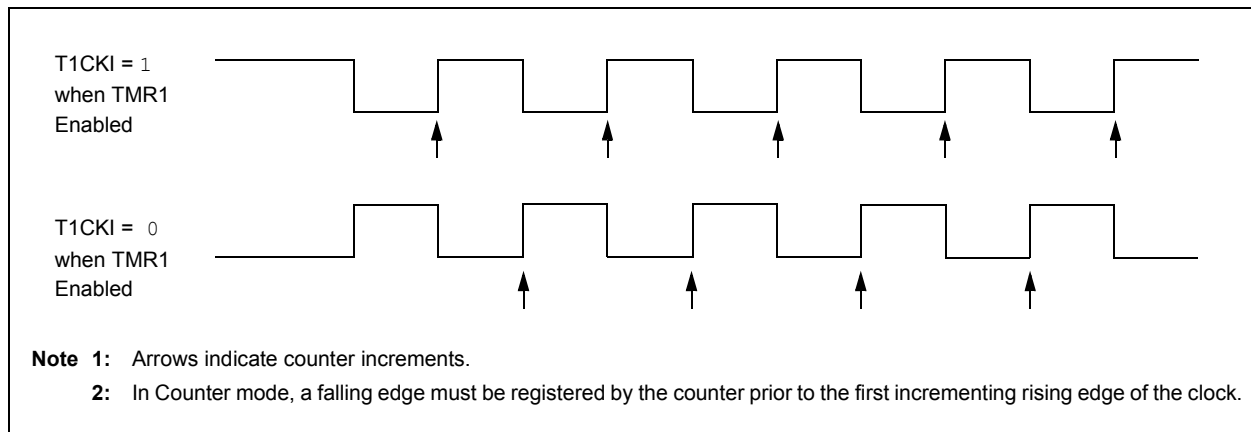 T1CKI = 1
when TMR1
Enabled
T1CKI = 0
when TMR1
Enabled
Note 1: Arrows indicate counter increments.
2: In Counter mode, a falling edge must be registered by the counter prior to the first incrementing rising edge of the clock.